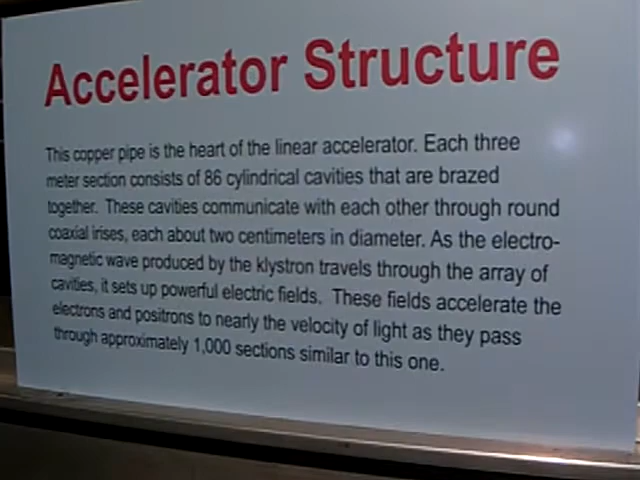 Accelerator Structure
This copper pipe is the heart of the linear accelerator. Each three
meter section consists of 86 cylindrical cavities that are brazed
together. These cavities communicate with each other through round
coaxial irises, each about two centimeters in diameter. As the electro-
magnetic wave produced by the klystron travels through the array of
cavities, it sets up powerful electric fields. These fields accelerate the
electrons and positrons to nearly the velocity of light as they pass
through approximately 1,000 sections similar to this one.